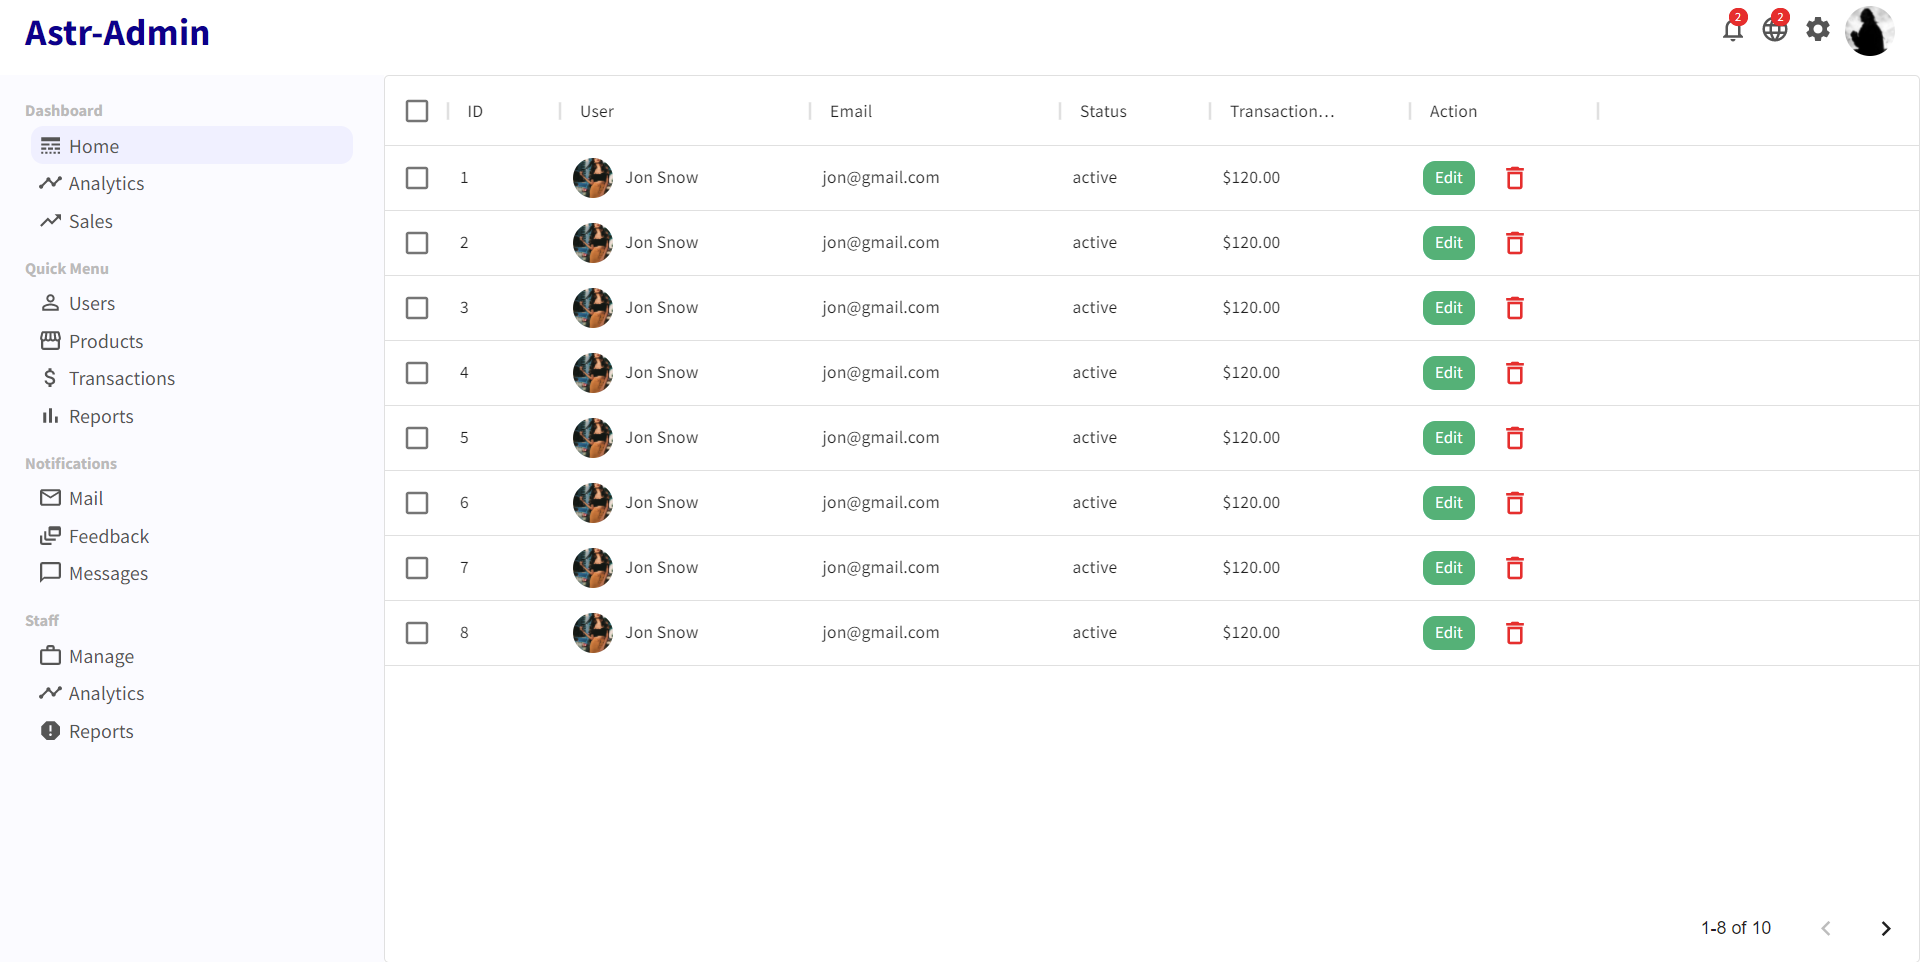 Astr-Admin
2
2
Dashboard
Home
Analytics
Sales
Quick Menu
Users
Products
Transactions
Reports
Notifications
Mail
Feedback
Messages
Staff
Manage
Analytics
Reports
ID User Email Status Transaction... Action
1 Jon Snow jon@gmail.com active $120.00 Edit
2 Jon Snow jon@gmail.com active $120.00 Edit
3 Jon Snow jon@gmail.com active $120.00 Edit
4 Jon Snow jon@gmail.com active $120.00 Edit
5 Jon Snow jon@gmail.com active $120.00 Edit
6 Jon Snow jon@gmail.com active $120.00 Edit
7 Jon Snow jon@gmail.com active $120.00 Edit
8 Jon Snow jon@gmail.com active $120.00 Edit
1-8 of 10